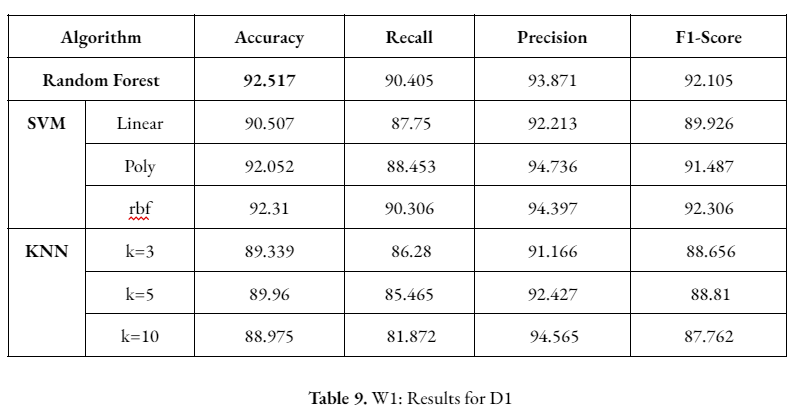 Algorithm Accuracy Recall Precision F1-Score
Random Forest 92.517 90.405 93.871 92.105
SVM Linear 90.507 87.75 92.213 89.926
Poly 92.052 88.453 94.736 91.487
rbf 92.31 90.306 94.397 92.306
KNN k=3 89.339 86.28 91.166 88.656
k=5 89.96 85.465 92.427 88.81
k=10 88.975 81.872 94.565 87.762
Table 9. W1: Results for D1